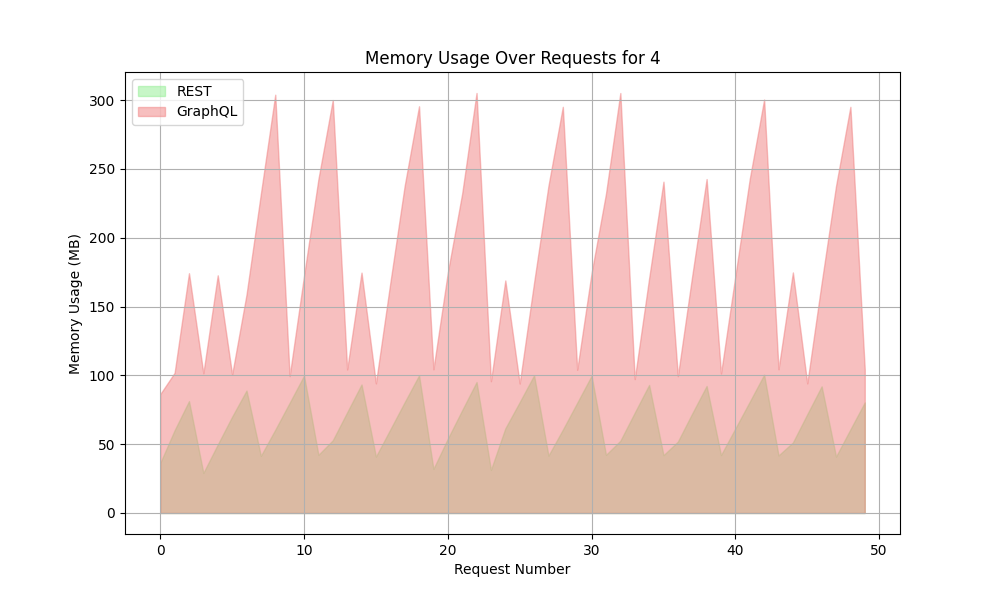 Memory Usage Over Requests for 4
REST
GraphQL
300
250
200
150
100
50
0
Memory Usage (MB)
0 10 20 30 40 50
Request Number